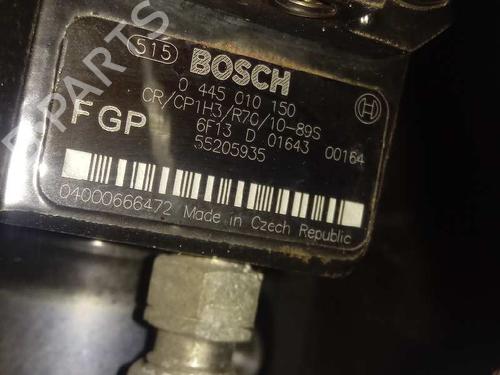 515 BOSCH
0 445 010 150
CR/CP1H3/R70/10-89S
FGP 6F13 D 01643 00164
55205935
04000666472 Made in Czech Republic
B-PARTS